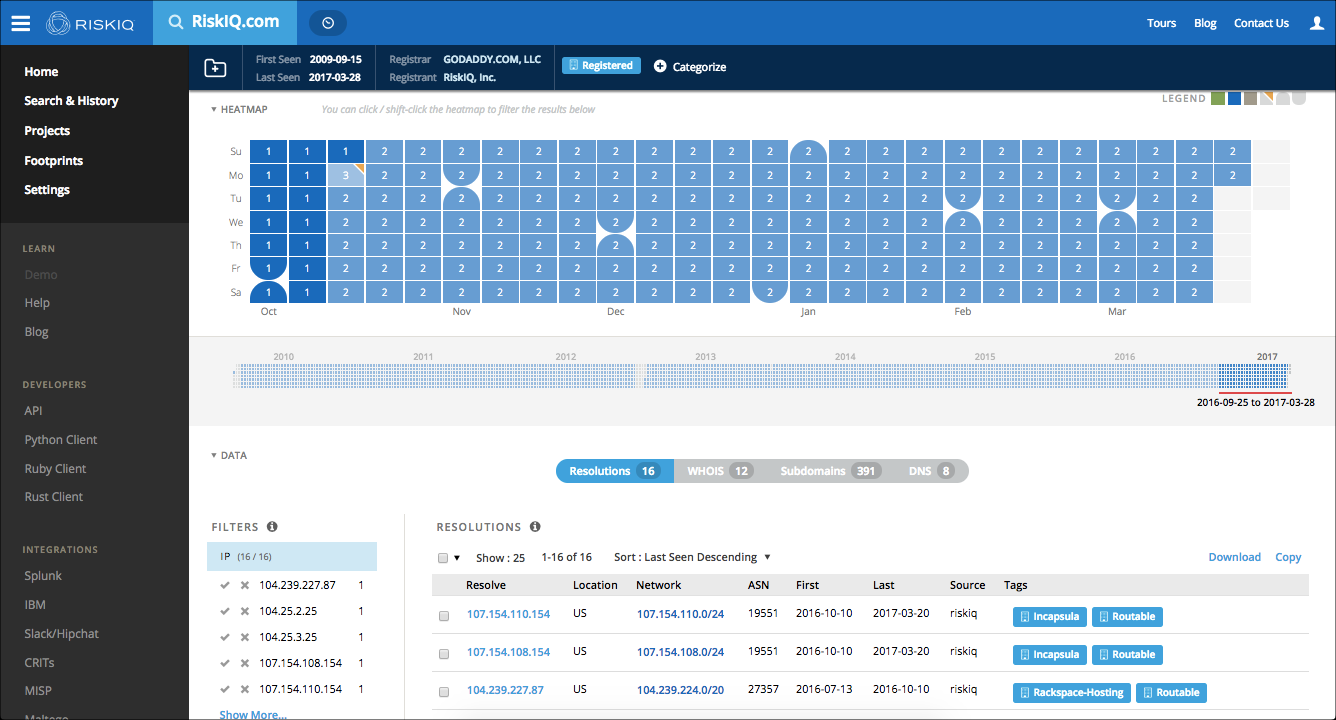 RISKIQ RiskIQ.com Tours Blog Contact Us
Home
Search & History
Projects
Footprints
Settings
LEARN
Demo
Help
Blog
DEVELOPERS
API
Python Client
Ruby Client
Rust Client
INTEGRATIONS
Splunk
IBM
Slack/Hipchat
CRITs
MISP
Maltego
First Seen 2009-09-15 Registrar GODADDY.COM, LLC Registered Categorize
Last Seen 2017-03-28 Registrant RiskIQ, Inc.
HEATMAP You can click / shift-click the heatmap to filter the results below LEGEND
Su 1 1 1 2 2 2 2 2 2 2 2 2 2 2 2 2 2 2 2 2 2 2 2 2 2 2
Mo 1 1 3 2 2 2 2 2 2 2 2 2 2 2 2 2 2 2 2 2 2 2 2 2 2 2
Tu 1 1 2 2 2 2 2 2 2 2 2 2 2 2 2 2 2 2 2 2 2 2 2 2 2
We 1 1 2 2 2 2 2 2 2 2 2 2 2 2 2 2 2 2 2 2 2 2 2 2 2
Th 1 1 2 2 2 2 2 2 2 2 2 2 2 2 2 2 2 2 2 2 2 2 2 2 2
Fr 1 1 2 2 2 2 2 2 2 2 2 2 2 2 2 2 2 2 2 2 2 2 2 2 2
Sa 1 1 2 2 2 2 2 2 2 2 2 2 2 2 2 2 2 2 2 2 2 2 2 2 2
Oct Nov Dec Jan Feb Mar
2010 2011 2012 2013 2014 2015 2016 2017
2016-09-25 to 2017-03-28
DATA
Resolutions 16 WHOIS 12 Subdomains 391 DNS 8
FILTERS
IP (16 / 16)
104.239.227.87 1
104.25.2.25 1
104.25.3.25 1
107.154.108.154 1
107.154.110.154 1
Show More...
RESOLUTIONS
Show : 25 1-16 of 16 Sort : Last Seen Descending Download Copy
Resolve Location Network ASN First Last Source Tags
107.154.110.154 US 107.154.110.0/24 19551 2016-10-10 2017-03-20 riskiq Incapsula Routable
107.154.108.154 US 107.154.108.0/24 19551 2016-10-10 2017-03-20 riskiq Incapsula Routable
104.239.227.87 US 104.239.224.0/20 27357 2016-07-13 2016-10-10 riskiq Rackspace-Hosting Routable